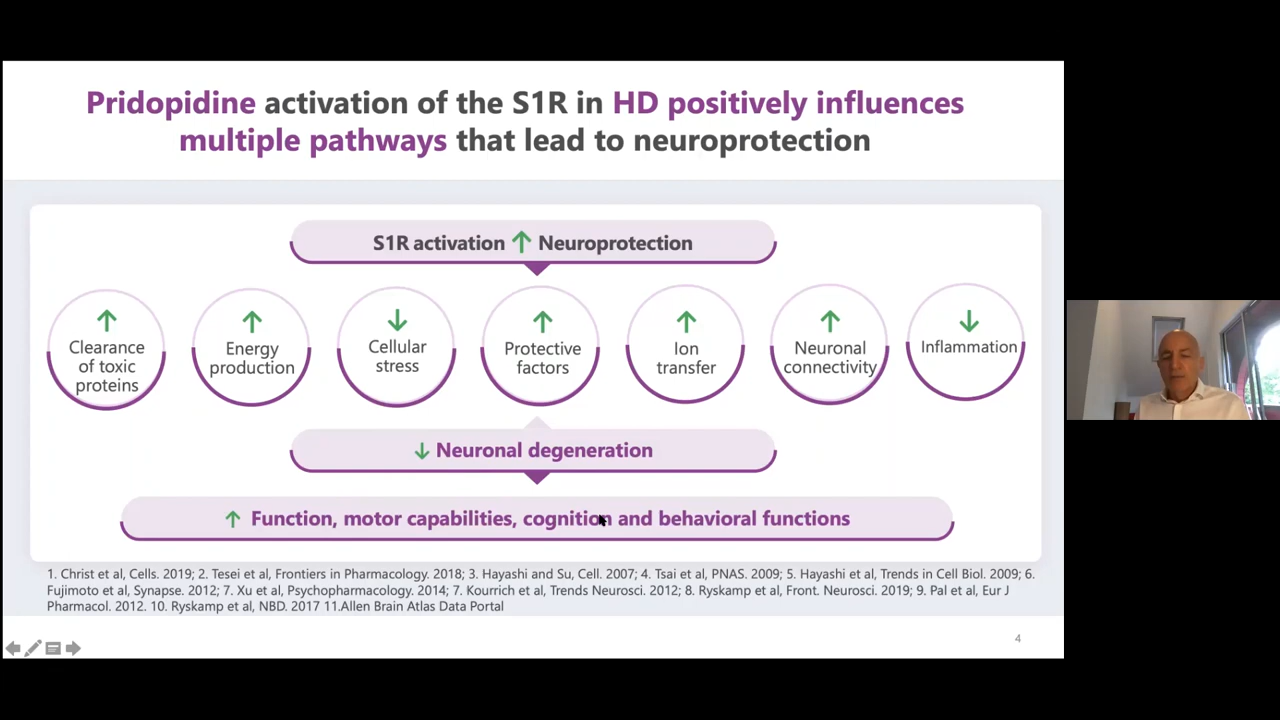 Pridopidine activation of the S1R in HD positively influences
multiple pathways that lead to neuroprotection
S1R activation ↑ Neuroprotection
↑
Clearance
of toxic
proteins
↑
Energy
production
↓
Cellular
stress
↑
Protective
factors
↑
Ion
transfer
↑
Neuronal
connectivity
↓
Inflammation
↓ Neuronal degeneration
↑ Function, motor capabilities, cognition and behavioral functions
1. Christ et al, Cells. 2019; 2. Tesei et al, Frontiers in Pharmacology. 2018; 3. Hayashi and Su, Cell. 2007; 4. Tsai et al, PNAS. 2009; 5. Hayashi et al, Trends in Cell Biol. 2009; 6.
Fujimoto et al, Synapse. 2012; 7. Xu et al, Psychopharmacology. 2014; 7. Kourrich et al, Trends Neurosci. 2012; 8. Ryskamp et al, Front. Neurosci. 2019; 9. Pal et al, Eur J
Pharmacol. 2012. 10. Ryskamp et al, NBD. 2017 11.Allen Brain Atlas Data Portal
4